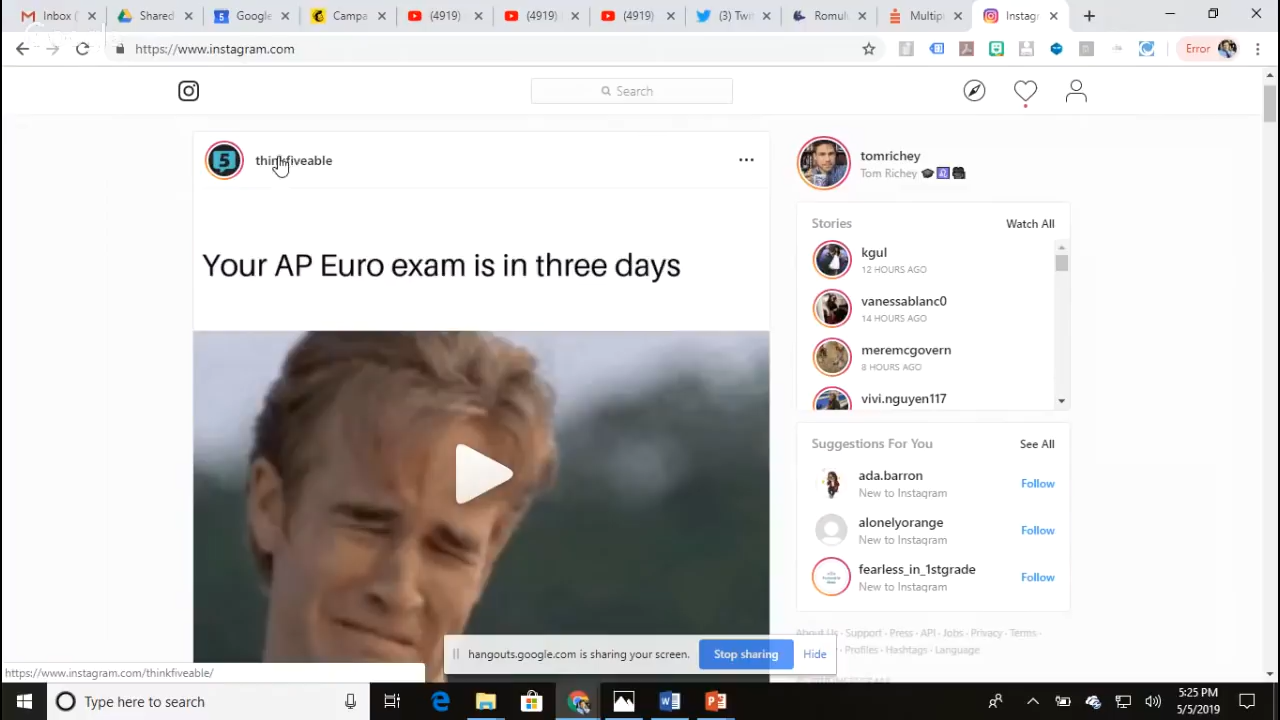 Inbox (
Shared
Google
Campa
(4919)
(4919)
(4919)
(3) Twi
Romulu
Multip
Instag
https://www.instagram.com
Error
Search
5
thinkfiveable
Your AP Euro exam is in three days
tomrichey
Tom Richey
Stories
Watch All
kgul
12 HOURS AGO
vanessablanc0
14 HOURS AGO
meremcgovern
8 HOURS AGO
vivi.nguyen117
Suggestions For You
See All
ada.barron
New to Instagram
Follow
alonelyorange
New to Instagram
Follow
fearless_in_1stgrade
New to Instagram
Follow
About Us · Support · Press · API · Jobs · Privacy · Terms ·
Profiles · Hashtags · Language
hangouts.google.com is sharing your screen.
Stop sharing
Hide
https://www.instagram.com/thinkfiveable/
Type here to search
5:25 PM
5/5/2019